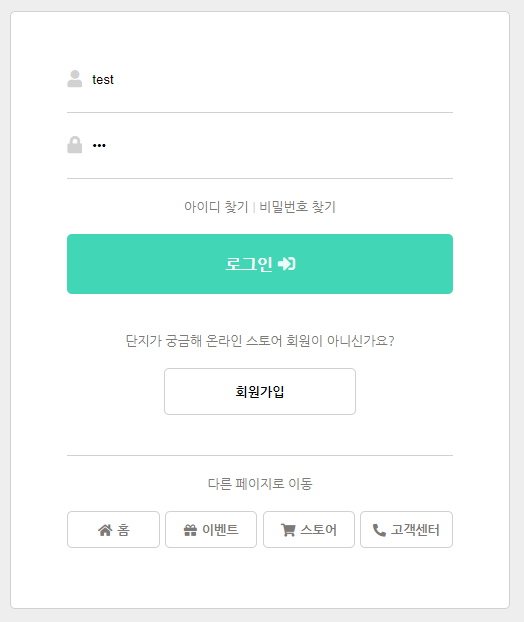 test
•••
아이디 찾기 | 비밀번호 찾기
로그인
단지가 궁금해 온라인 스토어 회원이 아니신가요?
회원가입
다른 페이지로 이동
홈 이벤트 스토어 고객센터